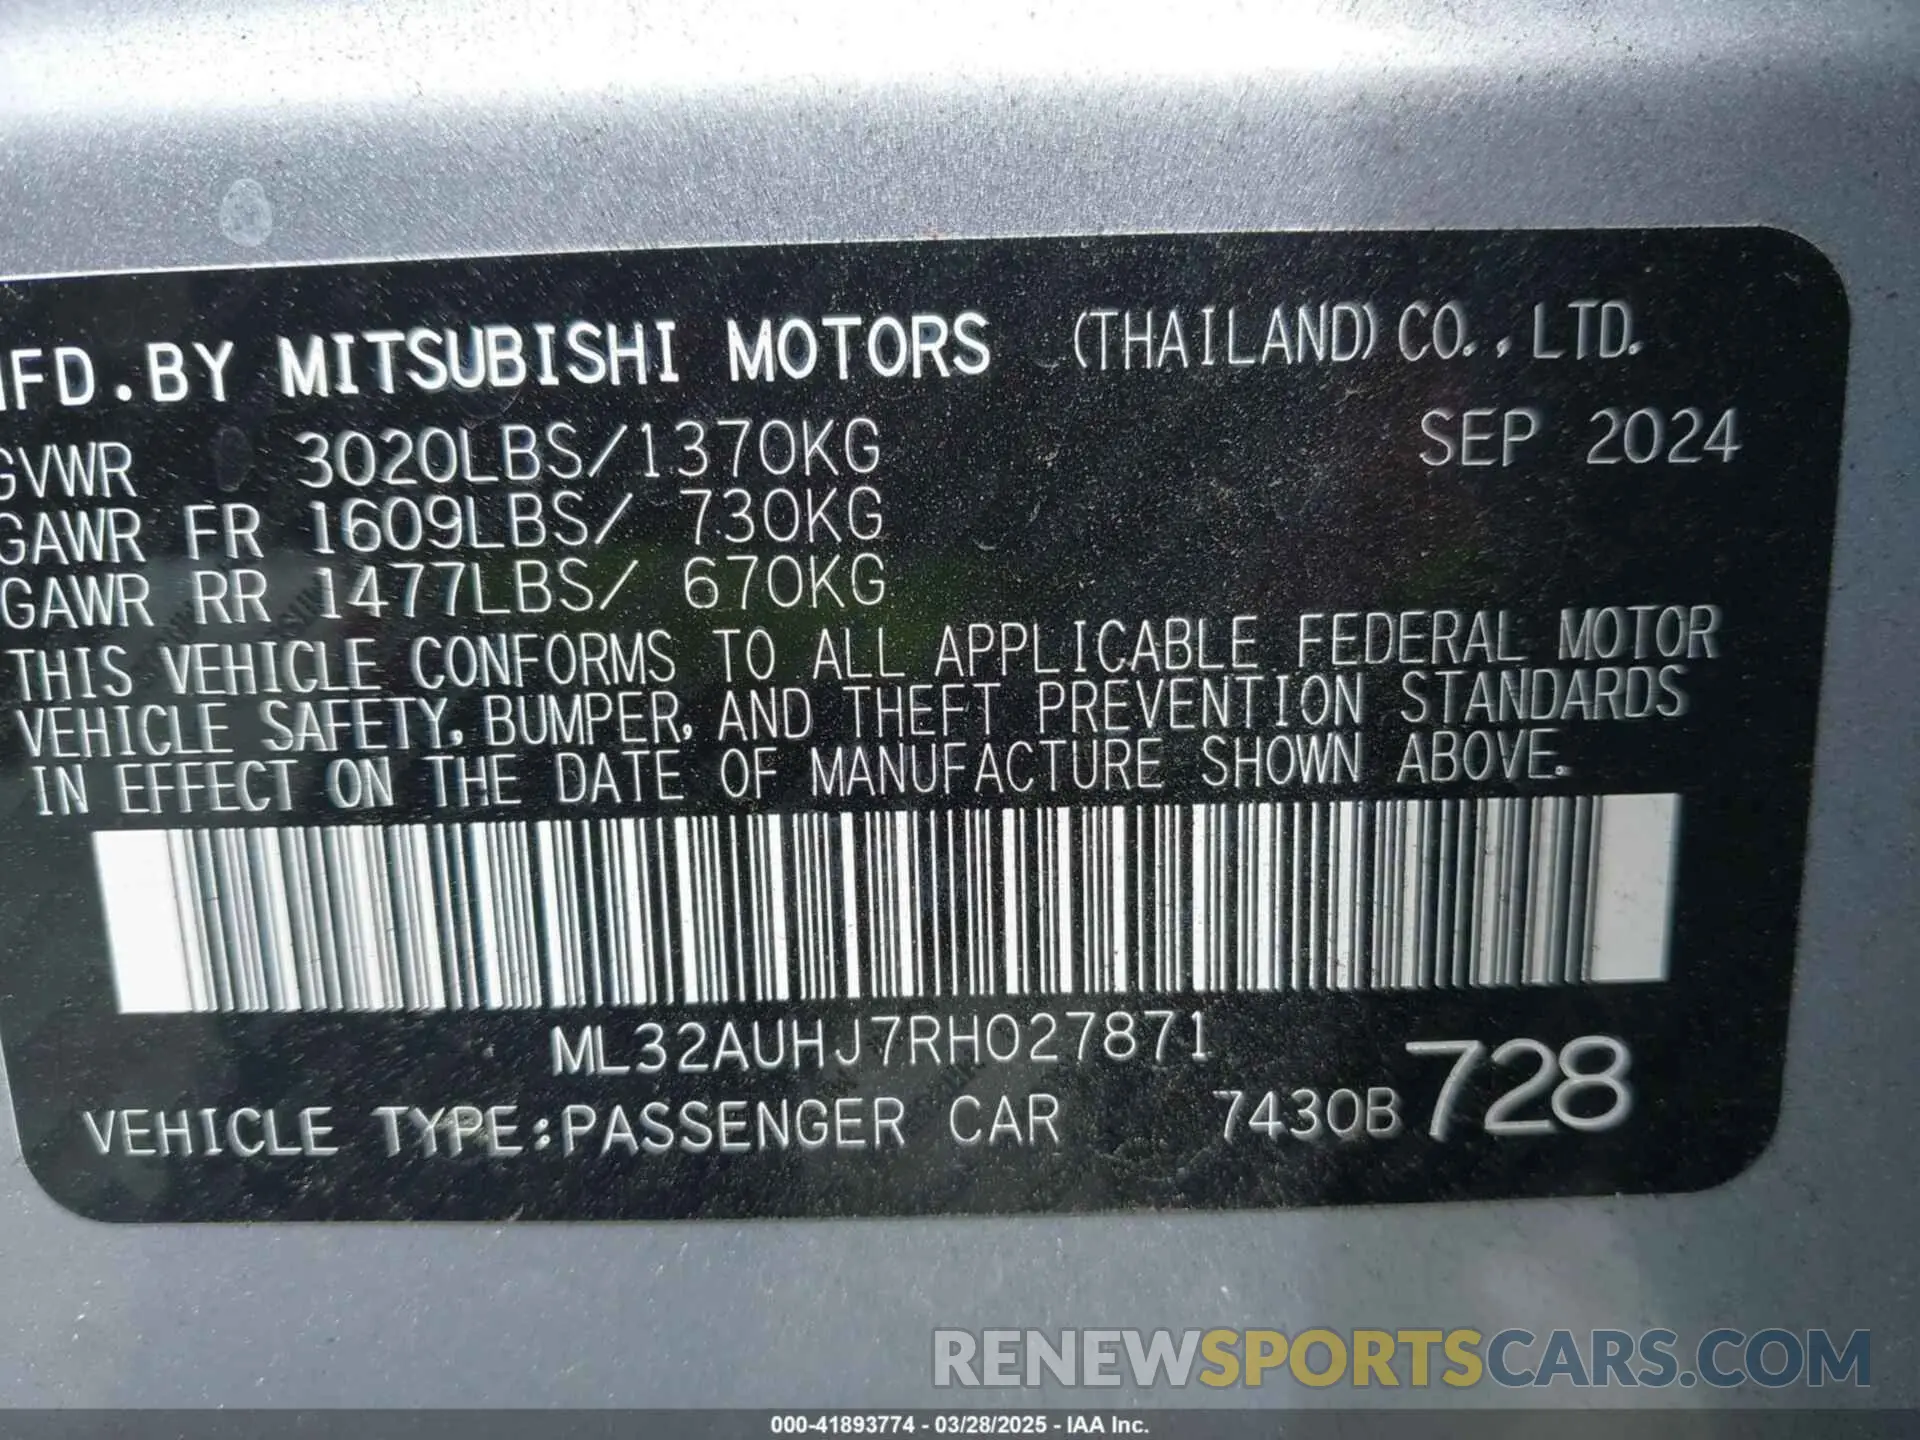 MFD.BY MITSUBISHI MOTORS (THAILAND) CO.,LTD.
GVWR 3020LBS/1370KG SEP 2024
GAWR FR 1609LBS/ 730KG
GAWR RR 1477LBS/ 670KG
THIS VEHICLE CONFORMS TO ALL APPLICABLE FEDERAL MOTOR
VEHICLE SAFETY, BUMPER, AND THEFT PREVENTION STANDARDS
IN EFFECT ON THE DATE OF MANUFACTURE SHOWN ABOVE.
ML32AUHJ7RH027871
VEHICLE TYPE:PASSENGER CAR 7430B 728
RENEWSPORTSCARS.COM
000-41893774 - 03/28/2025 - IAA Inc.